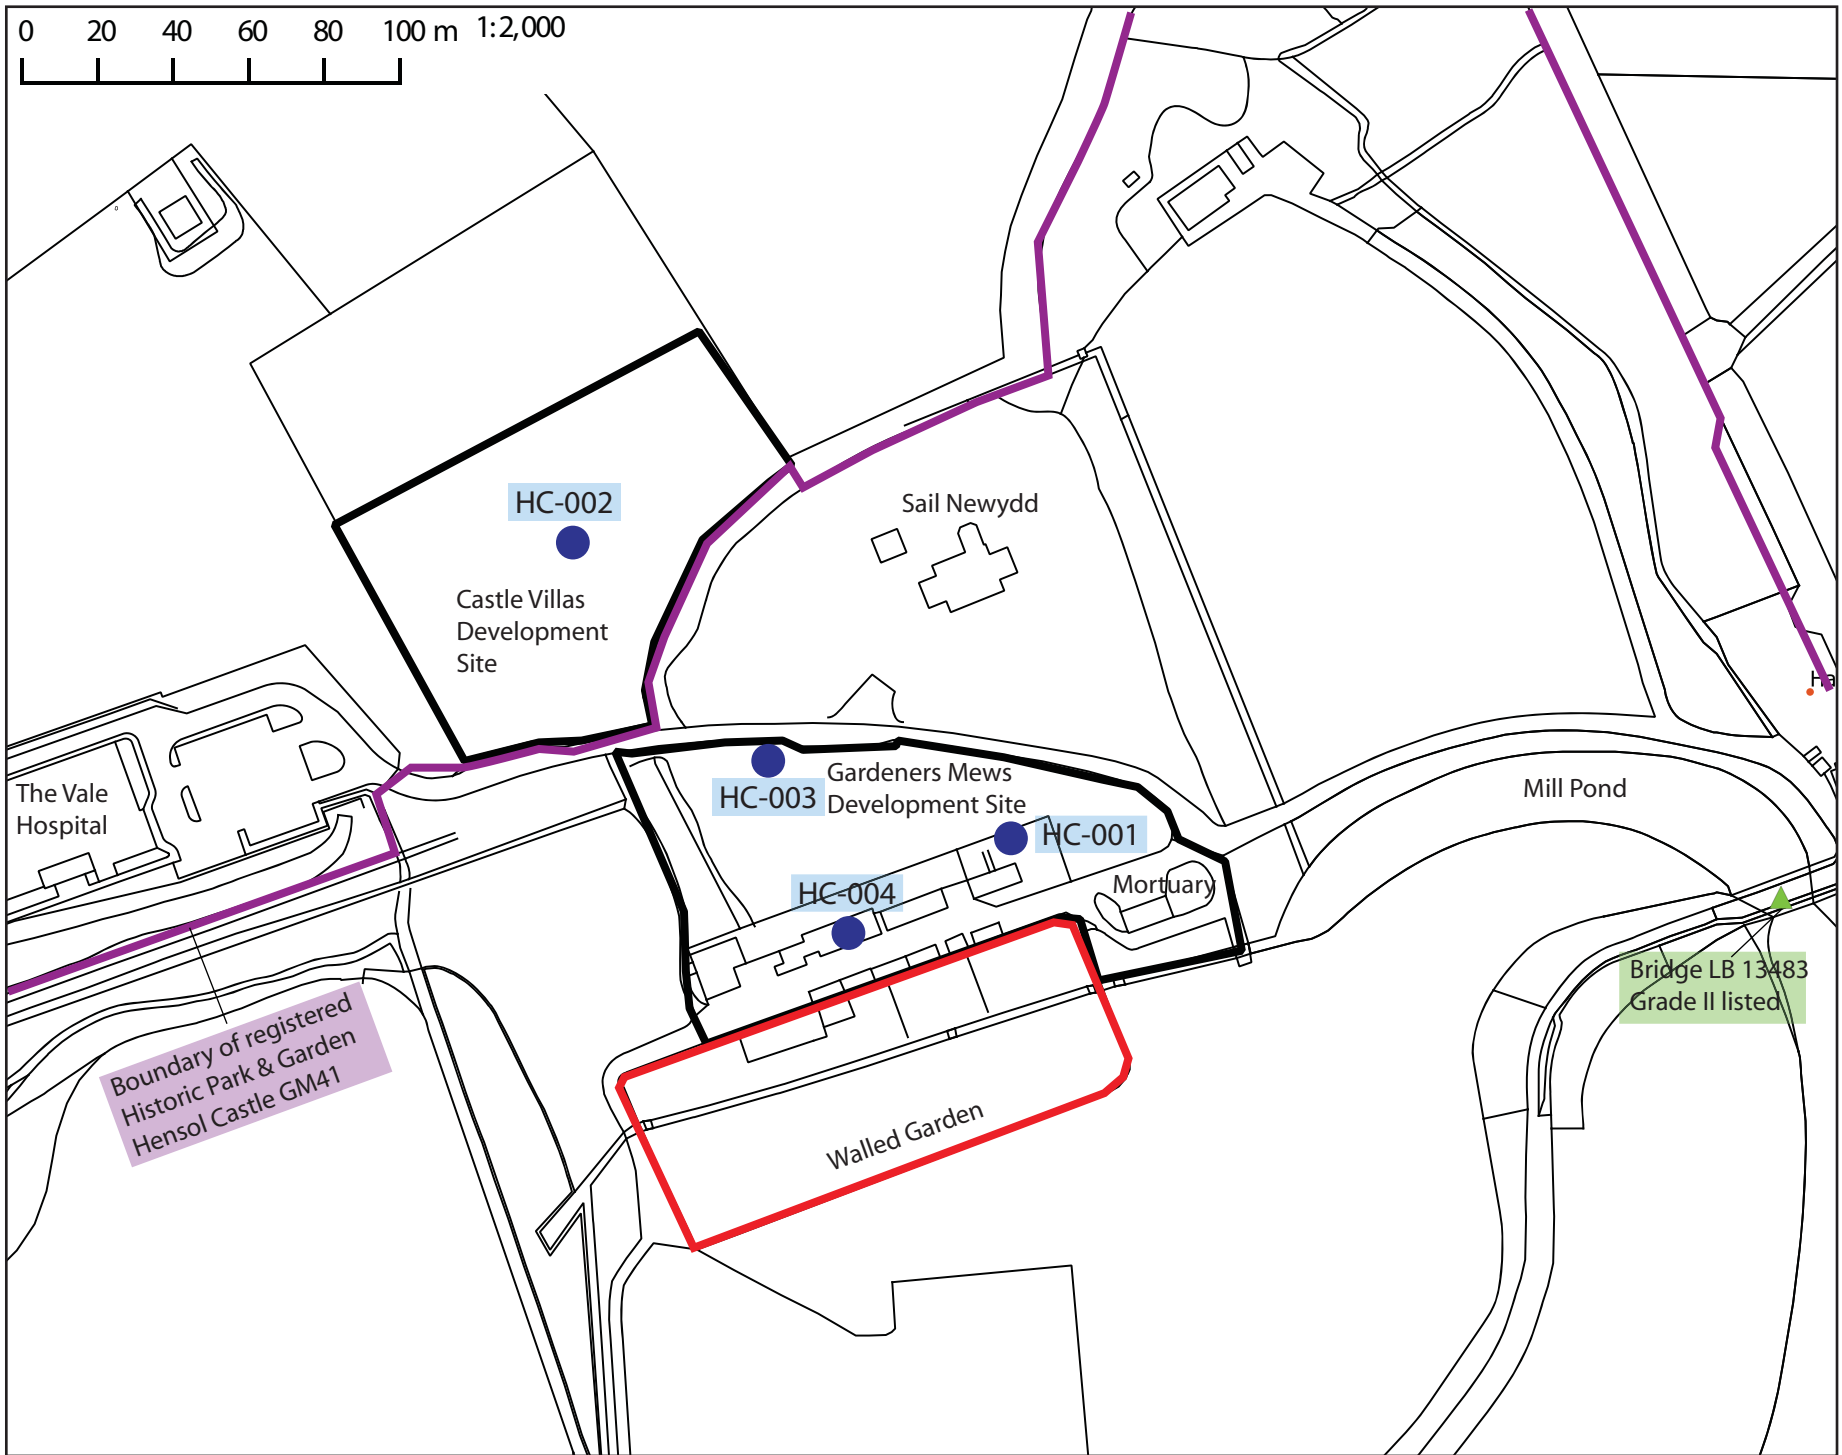 0 20 40 60 80 100 m 1:2,000
HC-002
Sail Newydd
Castle Villas
Development
Site
Ha
The Vale
Hospital
HC-003
Gardeners Mews
Development Site
HC-001
Mill Pond
HC-004
Mortuary
Bridge LB 13483
Grade II listed
Boundary of registered
Historic Park & Garden
Hensol Castle GM41
Walled Garden